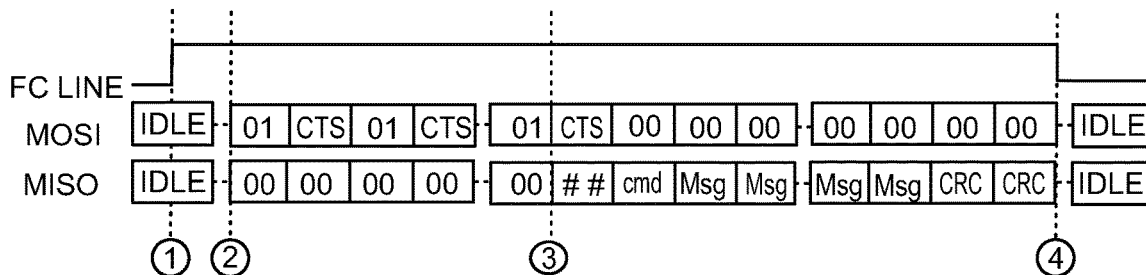 FC LINE
MOSI IDLE 01 CTS 01 CTS 01 CTS 00 00 00 00 00 00 00 IDLE
MISO IDLE 00 00 00 00 00 ## cmd Msg Msg Msg Msg CRC CRC IDLE
1 2 3 4